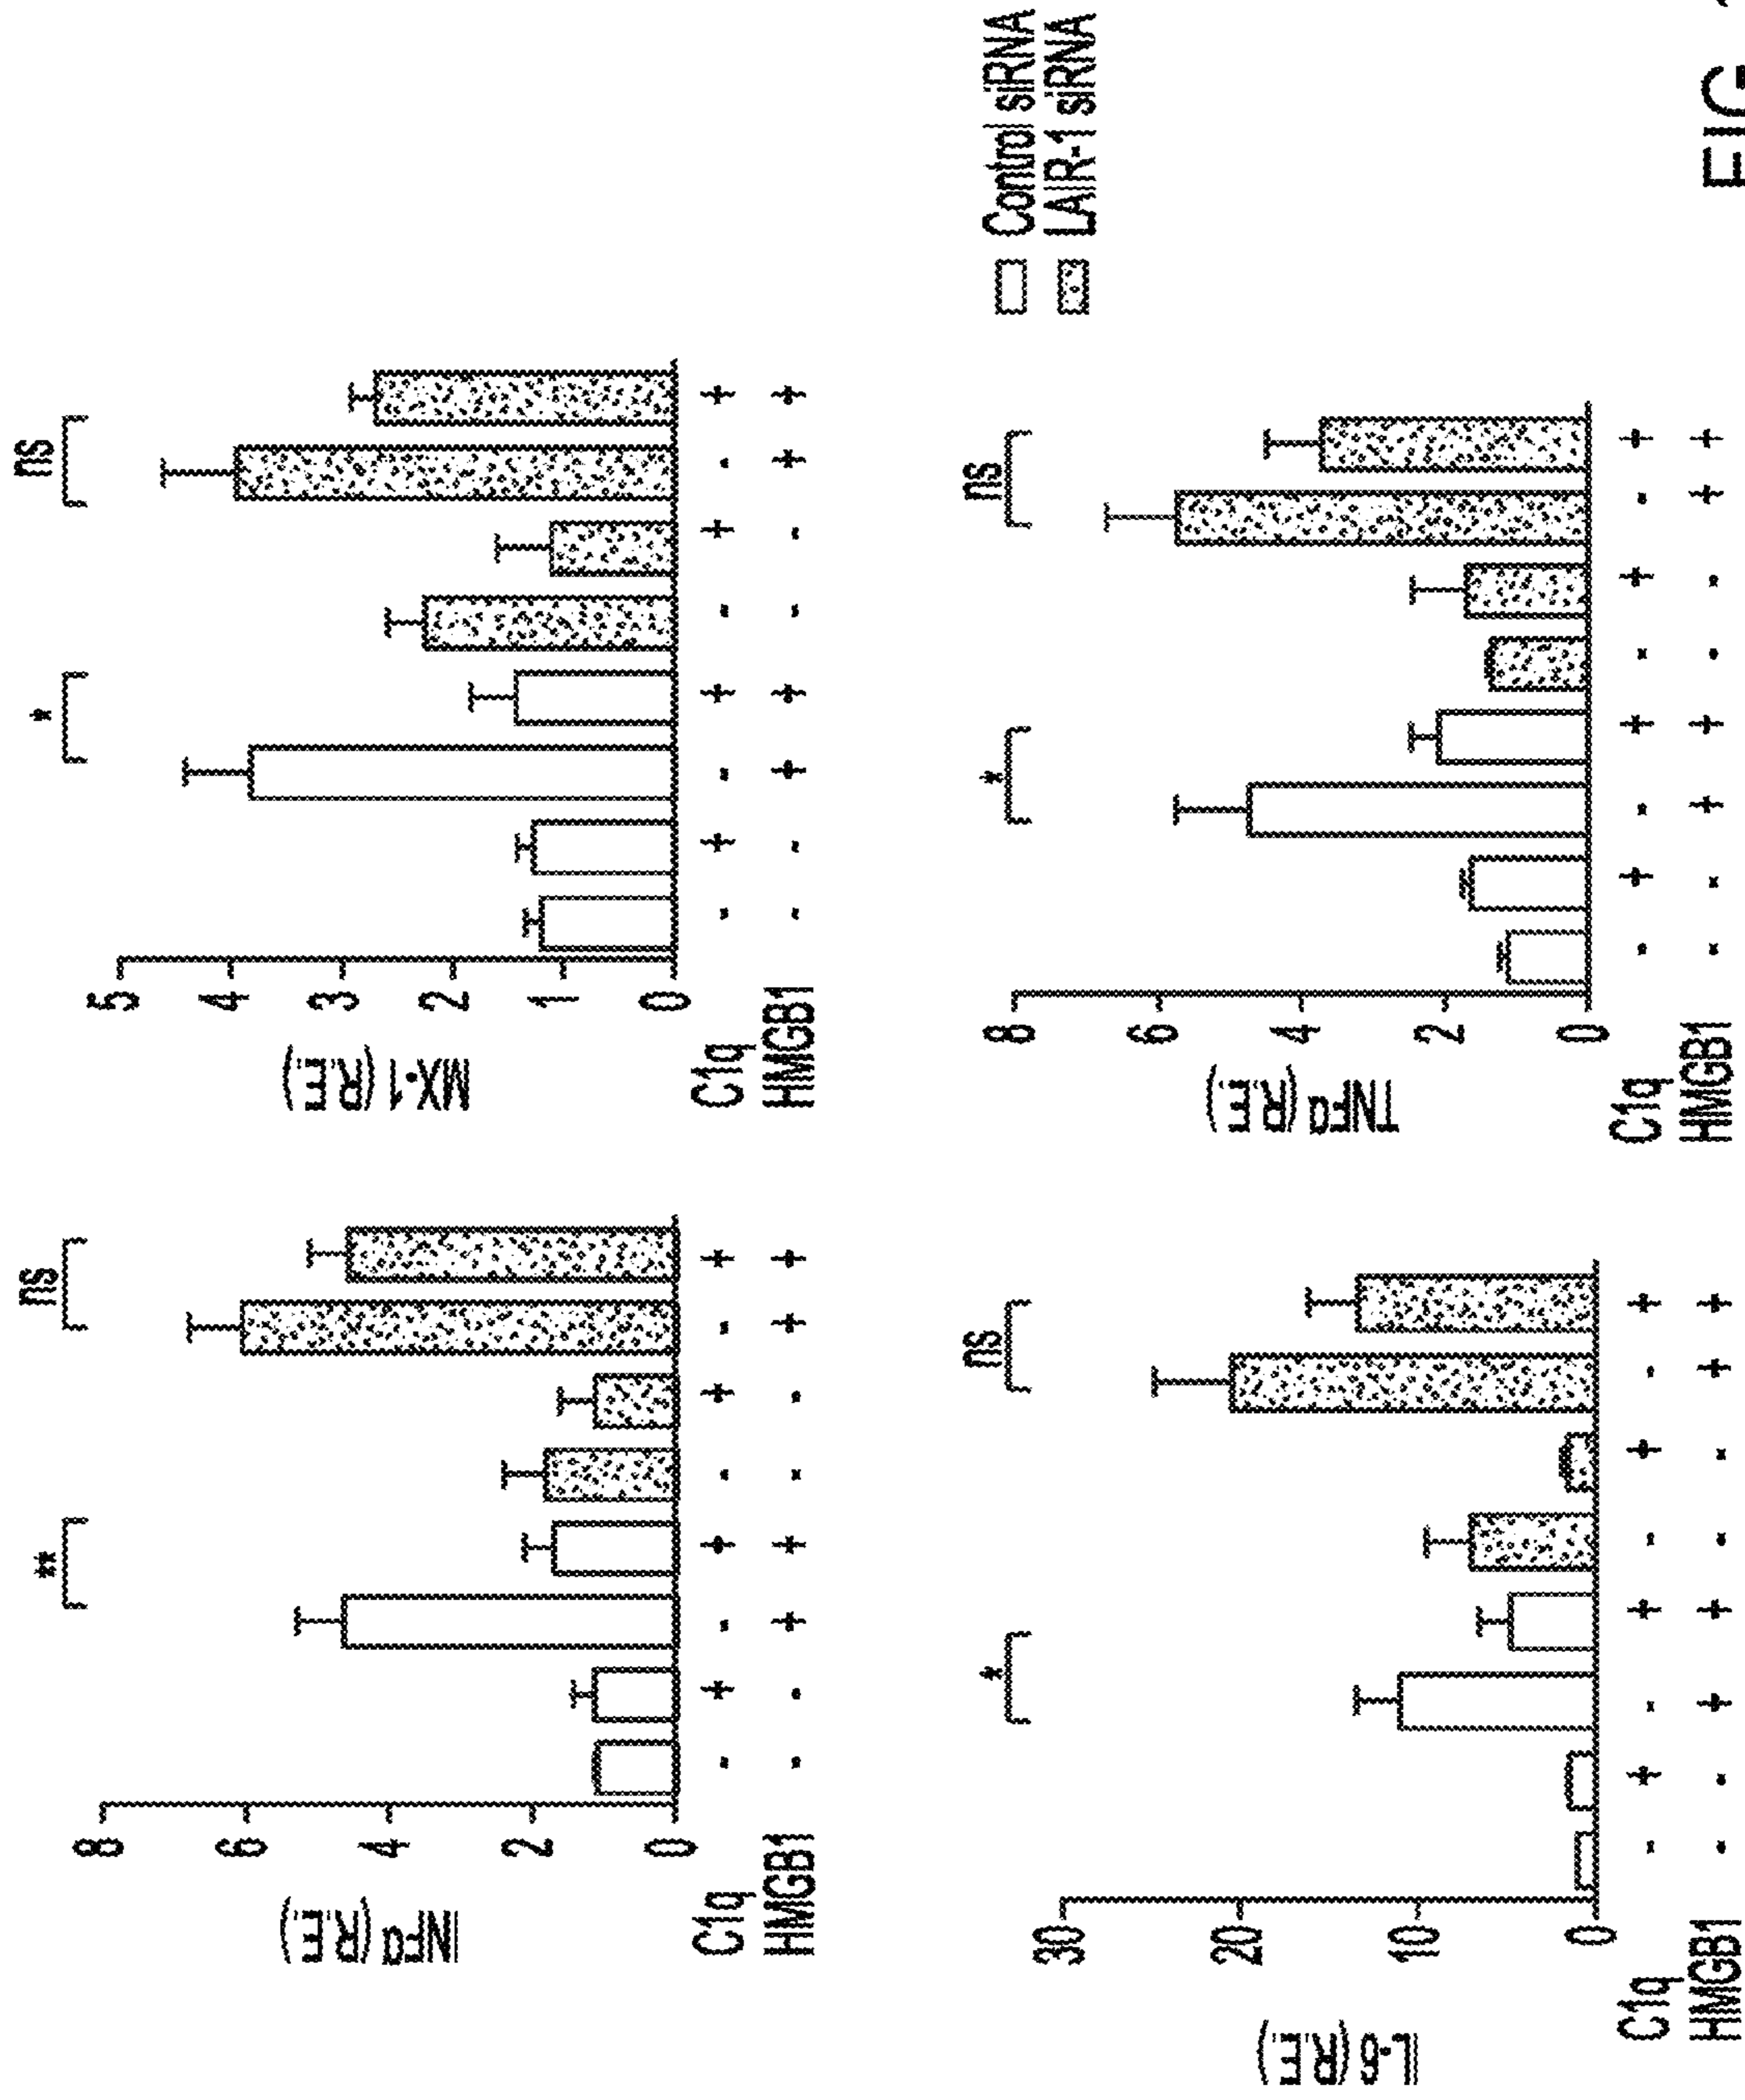 INFα (R.E.)
8
6
4
2
0
**
ns
C1q - + - + - + - +
HMGB1 - - + + - - + +
MX-1 (R.E.)
5
4
3
2
1
0
*
ns
C1q - + - + - + - +
HMGB1 - - + + - - + +
IL-6 (R.E.)
30
20
10
0
*
ns
C1q - + - + - + - +
HMGB1 - - + + - - + +
TNFα (R.E.)
8
6
4
2
0
*
ns
C1q - + - + - + - +
HMGB1 - - + + - - + +
Control siRNA
LAIR-1 siRNA
FIG.